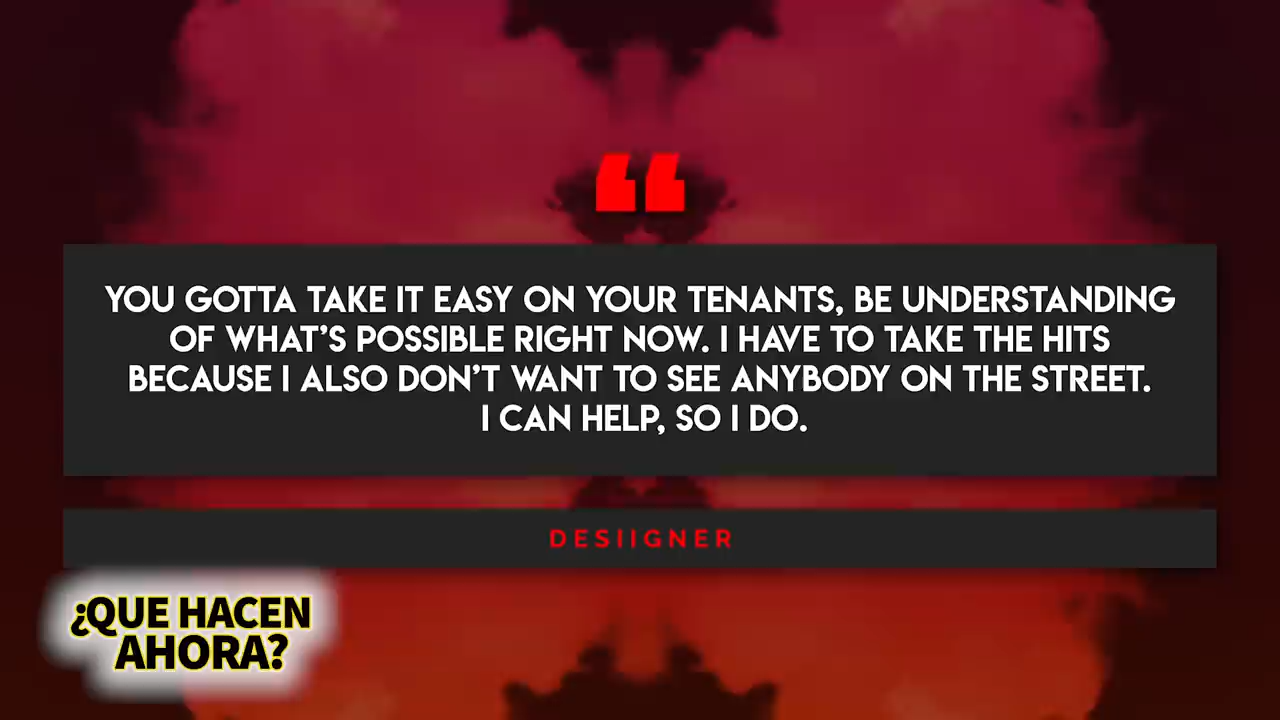 “
YOU GOTTA TAKE IT EASY ON YOUR TENANTS, BE UNDERSTANDING
OF WHAT’S POSSIBLE RIGHT NOW. I HAVE TO TAKE THE HITS
BECAUSE I ALSO DON’T WANT TO SEE ANYBODY ON THE STREET.
I CAN HELP, SO I DO.
DESIIGNER
¿QUE HACEN
AHORA?